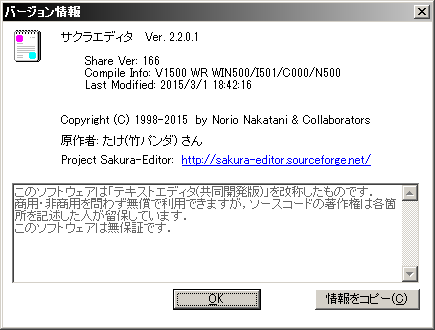 バージョン情報
サクラエディタ Ver. 2.2.0.1
Share Ver: 166
Compile Info: V1500 WR WIN500/I501/C000/N500
Last Modified: 2015/3/1 18:42:16
Copyright (C) 1998-2015 by Norio Nakatani & Collaborators
原作者: たけ(竹パンダ) さん
Project Sakura-Editor: http://sakura-editor.sourceforge.net/
このソフトウェアは「テキストエディタ(共同開発版)」を改称したものです.
商用・非商用を問わず無償で利用できますが, ソースコードの著作権は各箇
所を記述した人が留保しています.
このソフトウェアは無保証です.
OK
情報をコピー(C)